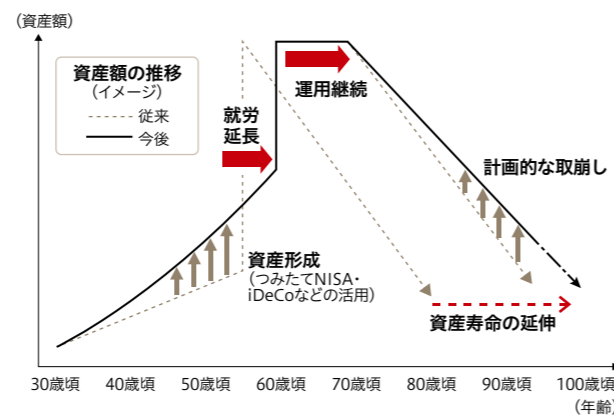 (資産額)
資産額の推移
(イメージ)
従来
今後
就労
延長
運用継続
計画的な取崩し
資産形成
(つみたてNISA・
iDeCoなどの活用)
資産寿命の延伸
30歳頃 40歳頃 50歳頃 60歳頃 70歳頃 80歳頃 90歳頃 100歳頃
(年齢)